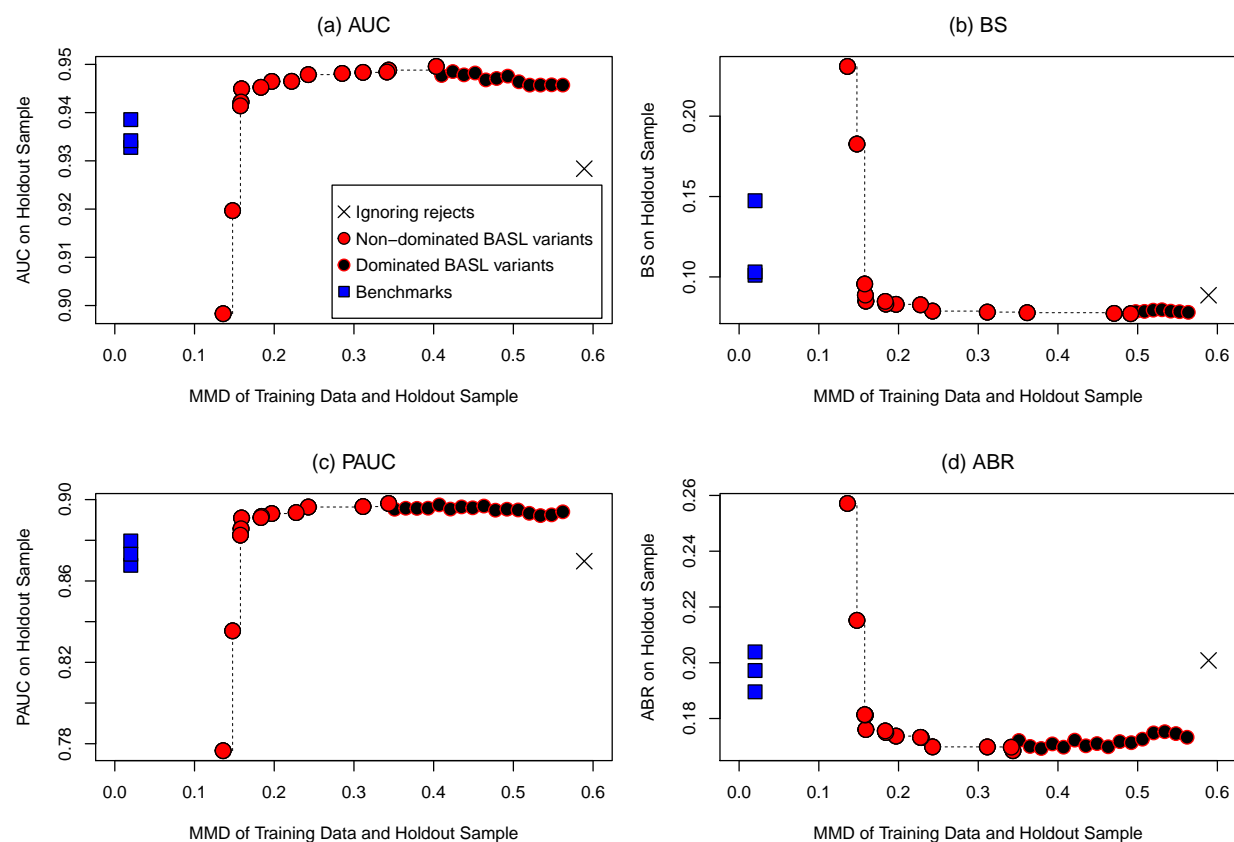 (a) AUC
AUC on Holdout Sample
0.95
0.94
0.93
0.92
0.91
0.90
0.0 0.1 0.2 0.3 0.4 0.5 0.6
MMD of Training Data and Holdout Sample
Ignoring rejects
Non−dominated BASL variants
Dominated BASL variants
Benchmarks
(b) BS
BS on Holdout Sample
0.20
0.15
0.10
0.0 0.1 0.2 0.3 0.4 0.5 0.6
MMD of Training Data and Holdout Sample
(c) PAUC
PAUC on Holdout Sample
0.90
0.86
0.82
0.78
0.0 0.1 0.2 0.3 0.4 0.5 0.6
MMD of Training Data and Holdout Sample
(d) ABR
ABR on Holdout Sample
0.26
0.24
0.22
0.20
0.18
0.0 0.1 0.2 0.3 0.4 0.5 0.6
MMD of Training Data and Holdout Sample